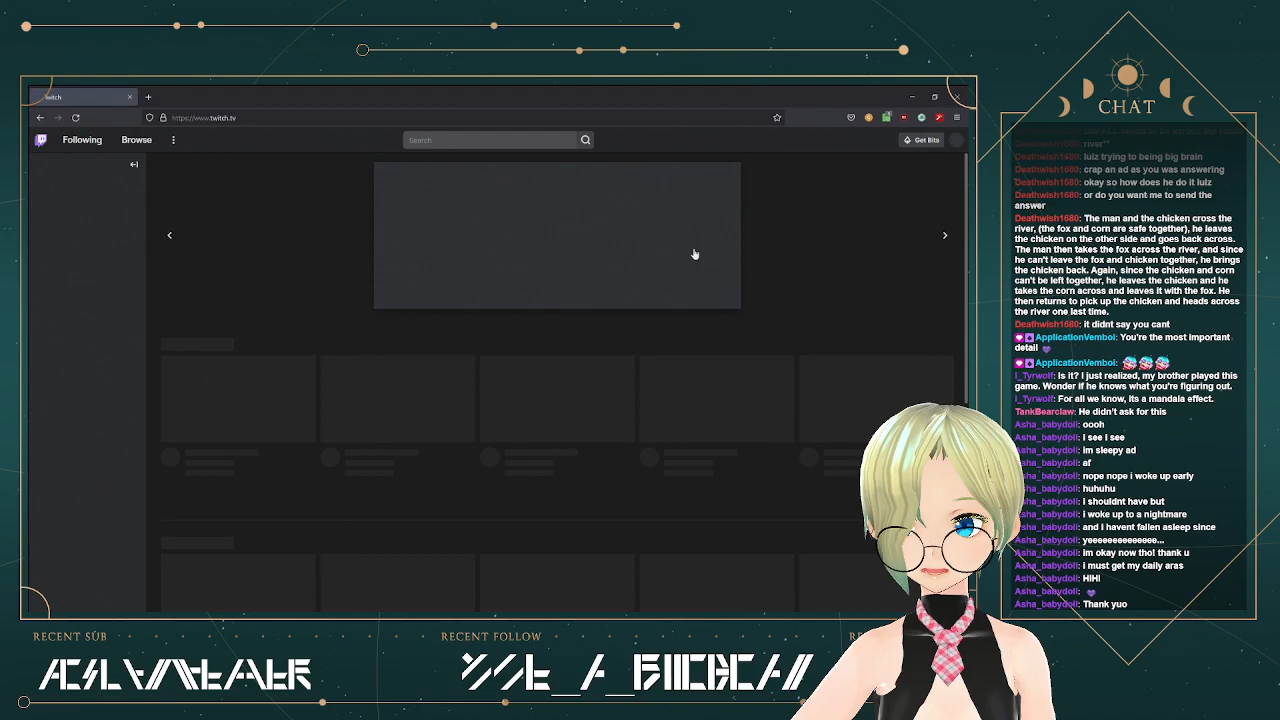 Twitch
https://www.twitch.tv
Following
Browse
Search
Get Bits
CHAT
river"
Deathwish1680: lulz trying to being big brain
Deathwish1680: crap an ad as you was answering
Deathwish1680: okay so how does he do it lulz
Deathwish1680: or do you want me to send the
answer
Deathwish1680: The man and the chicken cross the
river, (the fox and corn are safe together), he leaves
the chicken on the other side and goes back across.
The man then takes the fox across the river, and since
he can't leave the fox and chicken together, he brings
the chicken back. Again, since the chicken and corn
can't be left together, he leaves the chicken and he
takes the corn across and leaves it with the fox. He
then returns to pick up the chicken and heads across
the river one last time.
Deathwish1680: it didnt say you cant
ApplicationVemboi: You're the most important
detail
ApplicationVemboi:
I_Tyrwolf: Is it? I just realized, my brother played this
game. Wonder if he knows what you're figuring out.
I_Tyrwolf: For all we know, its a mandala effect.
TankBearclaw: He didn't ask for this
Asha_babydoll: oooh
Asha_babydoll: I see I see
Asha_babydoll: im sleepy ad
Asha_babydoll: af
Asha_babydoll: nope nope i woke up early
Asha_babydoll: huhuhu
Asha_babydoll: I shouldnt have but
Asha_babydoll: i woke up to a nightmare
Asha_babydoll: and i havent fallen asleep since
Asha_babydoll: yeeeeeeeeeeeeee...
Asha_babydoll: im okay now tho! thank u
Asha_babydoll: i must get my daily aras
Asha_babydoll: HIHI
Asha_babydoll:
Asha_babydoll: Thank yuo
RECENT SUB
RECENT FOLLOW